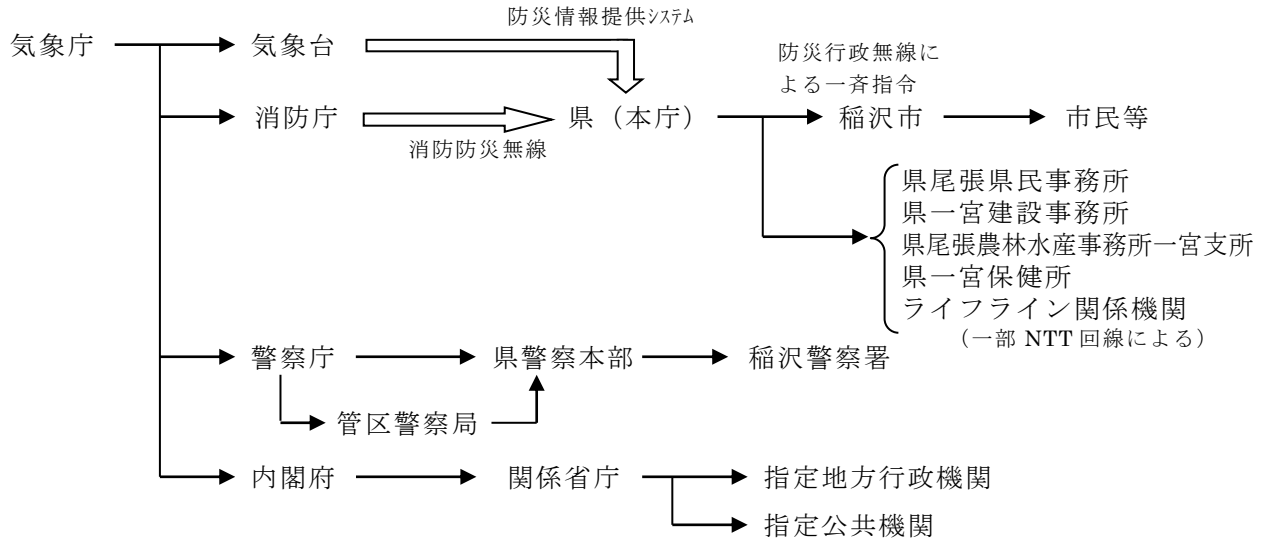 防災情報提供ｼｽﾃﾑ
気象庁
気象台
防災行政無線に
よる一斉指令
消防庁
県（本庁）
稲沢市
市民等
消防防災無線
県尾張県民事務所
県一宮建設事務所
県尾張農林水産事務所一宮支所
県一宮保健所
ライフライン関係機関
（一部 NTT 回線による）
警察庁
県警察本部
稲沢警察署
管区警察局
内閣府
関係省庁
指定地方行政機関
指定公共機関